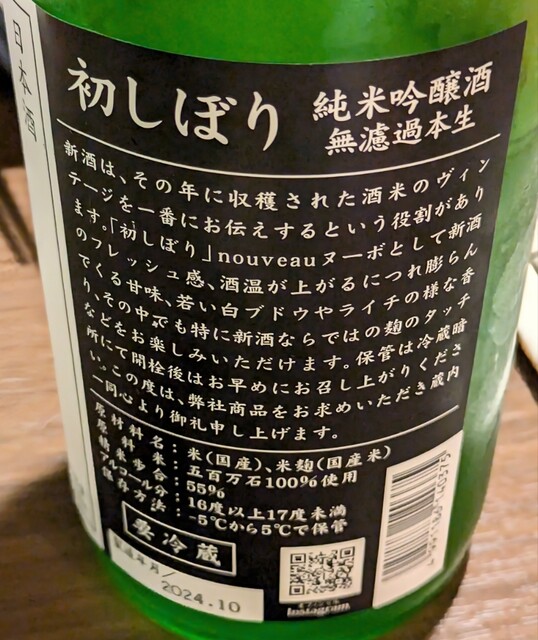 日本酒
初しぼり
純米吟醸酒
無濾過本生
新酒は、その年に収穫された酒米のヴィン
テージを一番にお伝えするという役割があり
ます。「初しぼり」nouveauヌーボとして新酒
のフレッシュ感、酒温が上がるにつれ膨らん
でくる甘味、若い白ブドウやライチの様な香
り、その中でも特に新酒ならではの麹のタッチ
などをお楽しみいただけます。保管は冷蔵暗
所にて開栓後はお早めにお召し上がりくださ
い。この度は、弊社商品をお求めいただき蔵内
一同心より御礼申し上げます。
原材料名：米(国産)、米麹(国産米)
原料米：五百万石100%使用
精米歩合：55%
アルコール分：16度以上17度未満
保存方法：-5℃から5℃で保管
要冷蔵
製造年月/
2024.10
Instagram